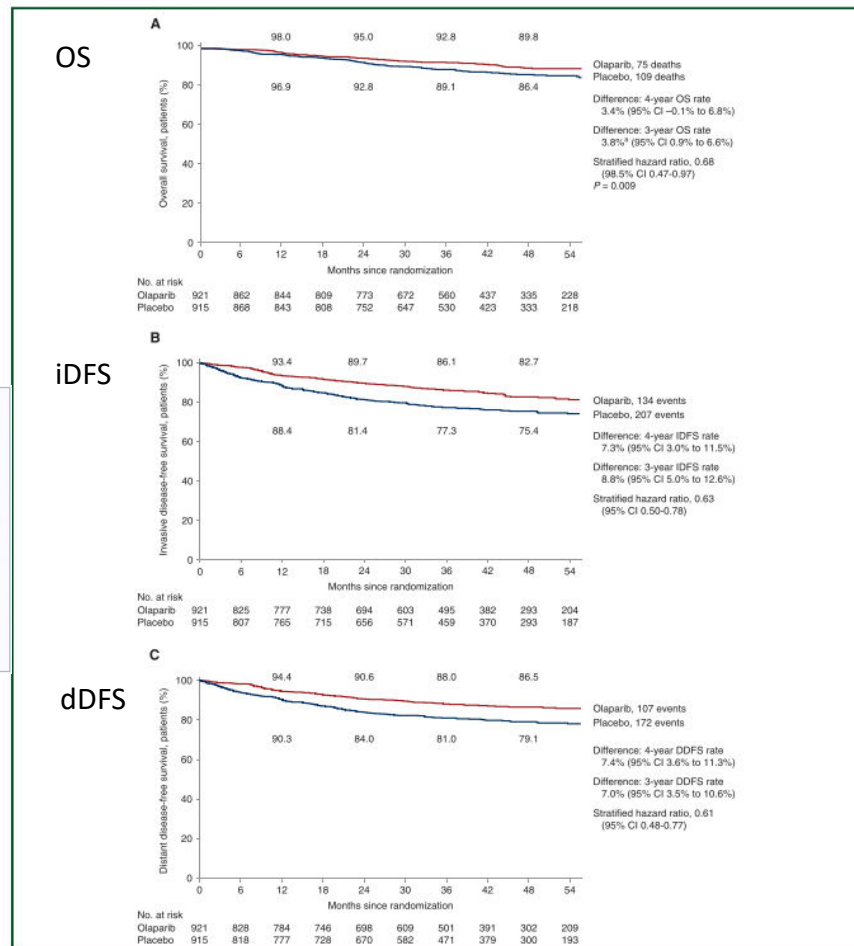 OS
A
98.0 95.0 92.8 89.8
100
80
60
40
20
0
Overall survival, patients (%)
96.9 92.8 89.1 86.4
Olaparib, 75 deaths
Placebo, 109 deaths
Difference: 4-year OS rate
3.4% (95% CI –0.1% to 6.8%)
Difference: 3-year OS rate
3.8%ª (95% CI 0.9% to 6.6%)
Stratified hazard ratio, 0.68
(98.5% CI 0.47-0.97)
P = 0.009
0 6 12 18 24 30 36 42 48 54
Months since randomization
No. at risk
Olaparib 921 862 844 809 773 672 560 437 335 228
Placebo 915 868 843 808 752 647 530 423 333 218
iDFS
B
93.4 89.7 86.1 82.7
100
80
60
40
20
0
Invasive disease-free survival, patients (%)
88.4 81.4 77.3 75.4
Olaparib, 134 events
Placebo, 207 events
Difference: 4-year IDFS rate
7.3% (95% CI 3.0% to 11.5%)
Difference: 3-year IDFS rate
8.8% (95% CI 5.0% to 12.6%)
Stratified hazard ratio, 0.63
(95% CI 0.50-0.78)
0 6 12 18 24 30 36 42 48 54
Months since randomization
No. at risk
Olaparib 921 825 777 738 694 603 495 382 293 204
Placebo 915 807 765 715 656 571 459 370 293 187
dDFS
C
94.4 90.6 88.0 86.5
100
80
60
40
20
0
Distant disease-free survival, patients (%)
90.3 84.0 81.0 79.1
Olaparib, 107 events
Placebo, 172 events
Difference: 4-year DDFS rate
7.4% (95% CI 3.6% to 11.3%)
Difference: 3-year DDFS rate
7.0% (95% CI 3.5% to 10.6%)
Stratified hazard ratio, 0.61
(95% CI 0.48-0.77)
0 6 12 18 24 30 36 42 48 54
Months since randomization
No. at risk
Olaparib 921 828 784 746 698 609 501 391 302 209
Placebo 915 818 777 728 670 582 471 379 300 193